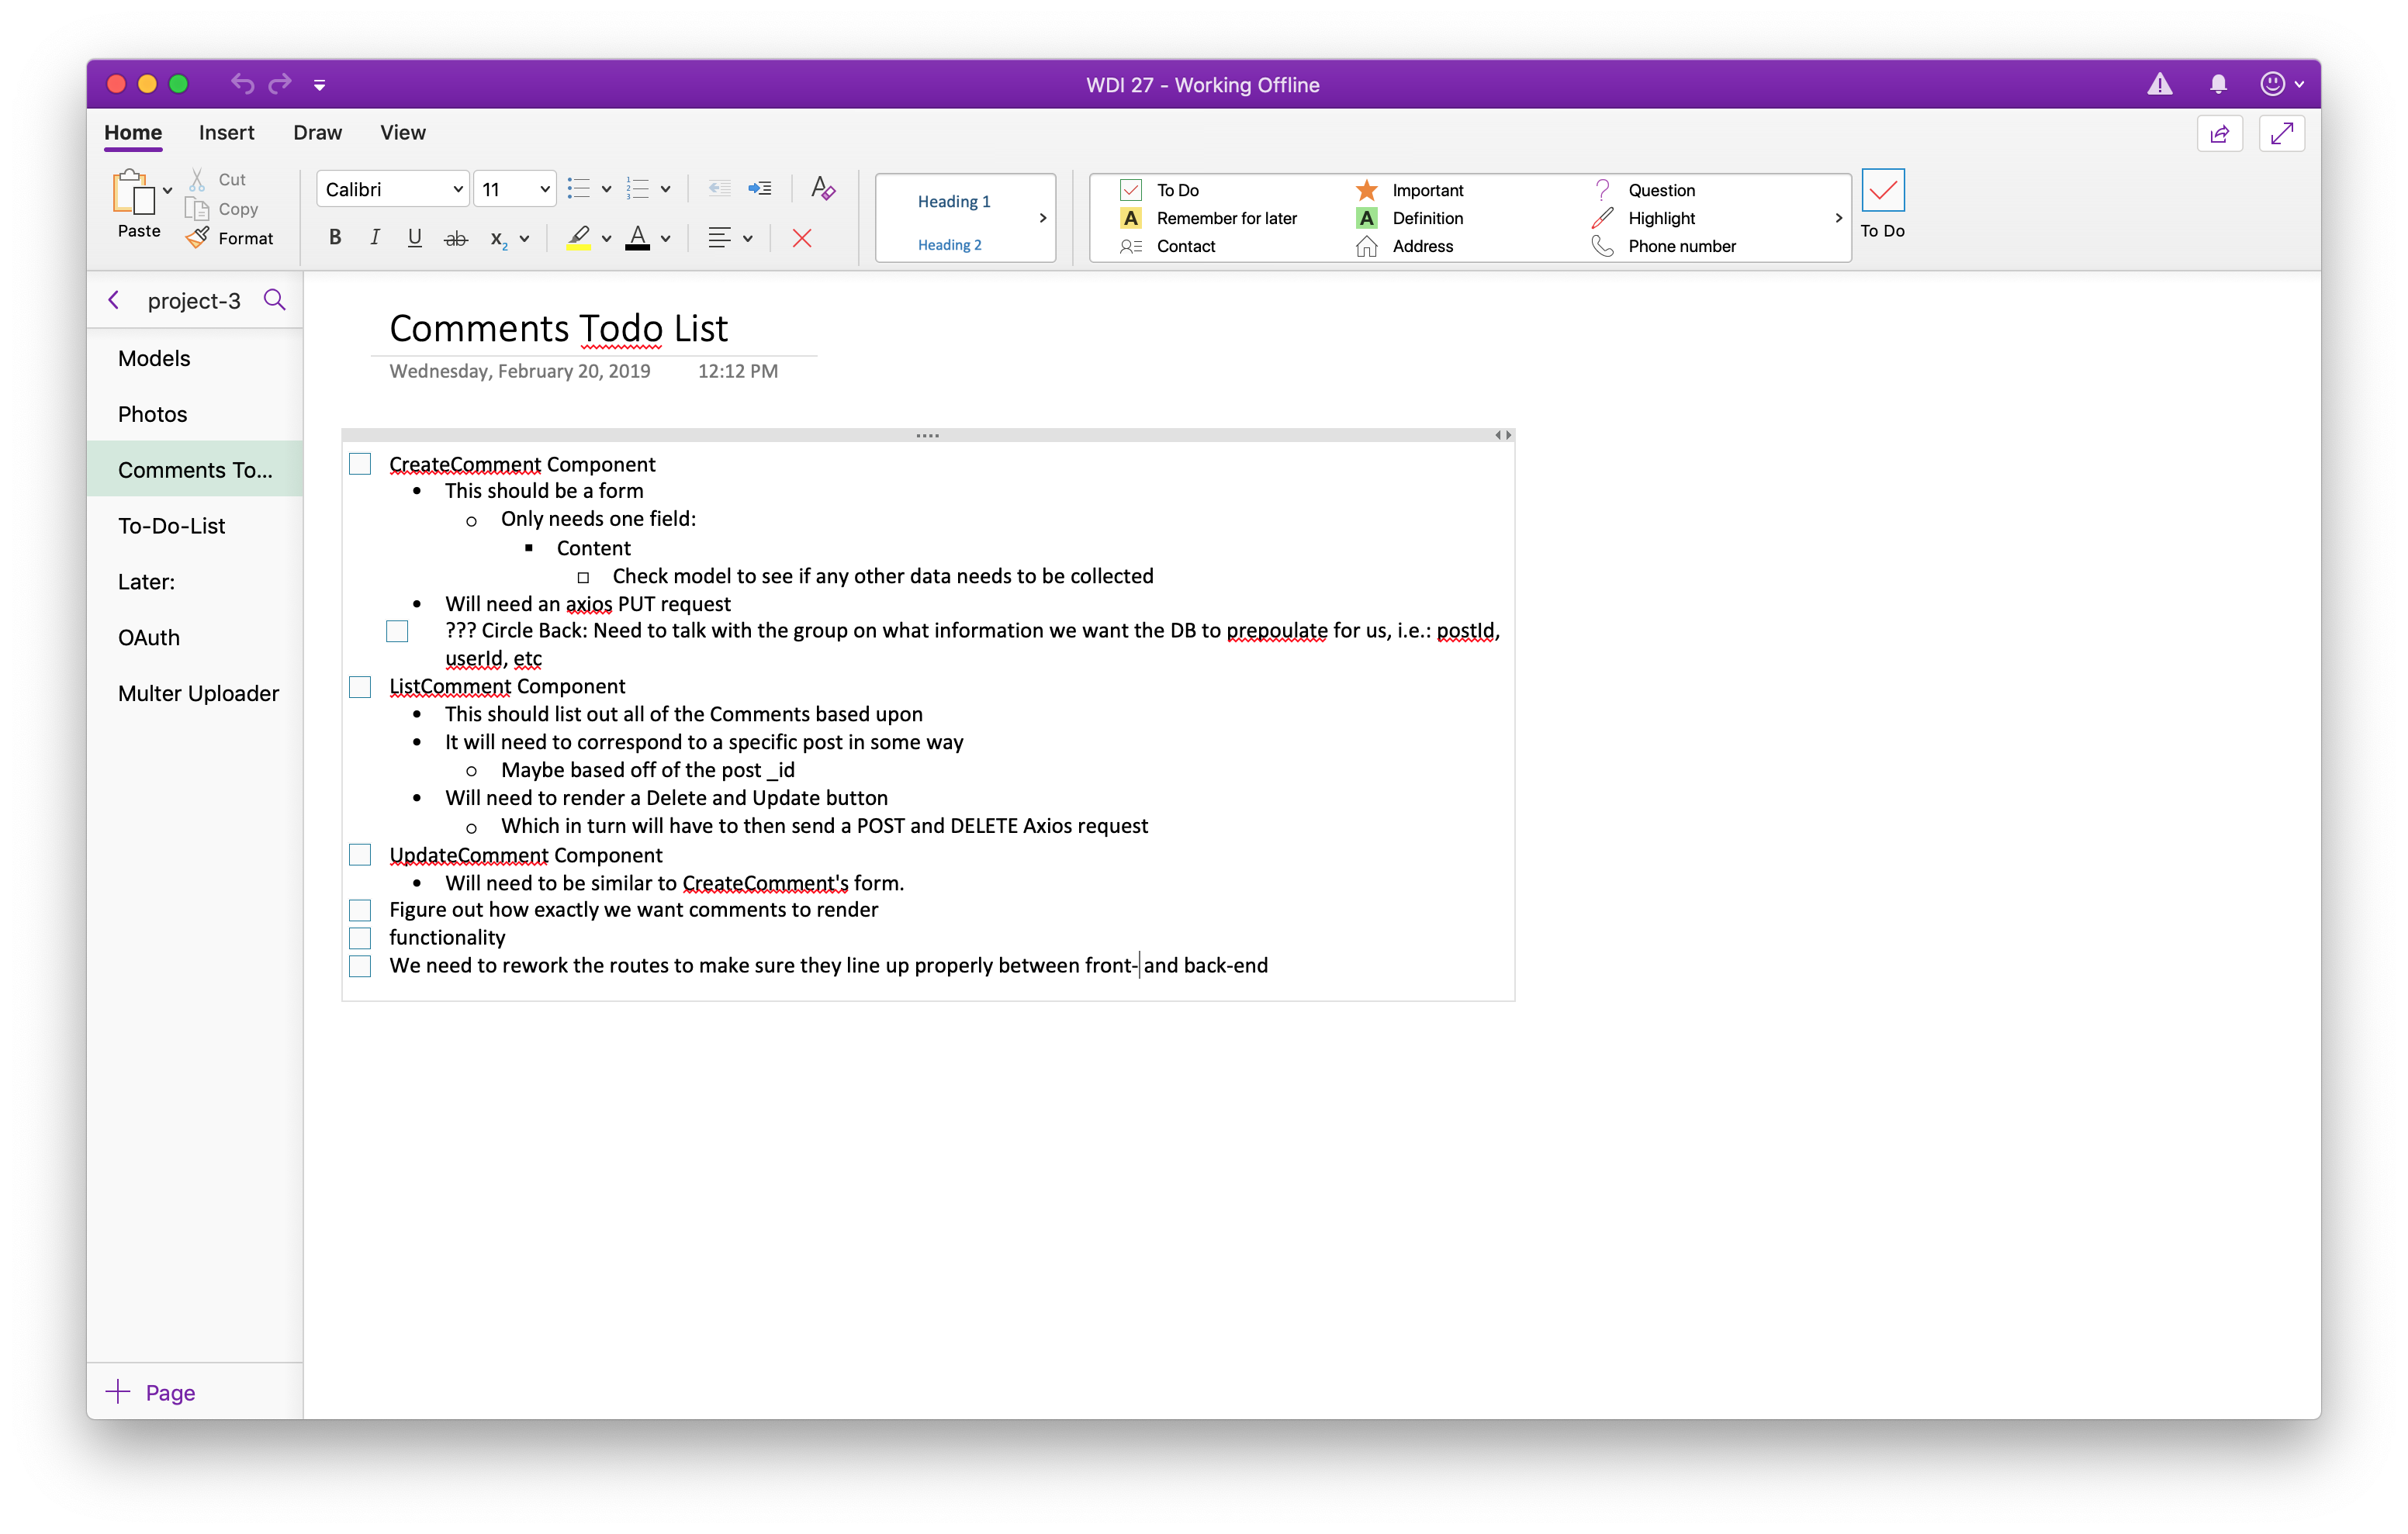 WDI 27 - Working Offline
Home Insert Draw View
Paste
Cut
Copy
Format
Calibri 11
B I U ab x2 A A
Heading 1
Heading 2
To Do Important Question
A Remember for later A Definition Highlight
Contact Address Phone number
To Do
project-3
Models
Photos
Comments To...
To-Do-List
Later:
OAuth
Multer Uploader
Page
Comments Todo List
Wednesday, February 20, 2019 12:12 PM
CreateComment Component
• This should be a form
○ Only needs one field:
▪ Content
□ Check model to see if any other data needs to be collected
• Will need an axios PUT request
??? Circle Back: Need to talk with the group on what information we want the DB to prepoulate for us, i.e.: postId,
userId, etc
ListComment Component
• This should list out all of the Comments based upon
• It will need to correspond to a specific post in some way
○ Maybe based off of the post _id
• Will need to render a Delete and Update button
○ Which in turn will have to then send a POST and DELETE Axios request
UpdateComment Component
• Will need to be similar to CreateComment's form.
Figure out how exactly we want comments to render
functionality
We need to rework the routes to make sure they line up properly between front- and back-end